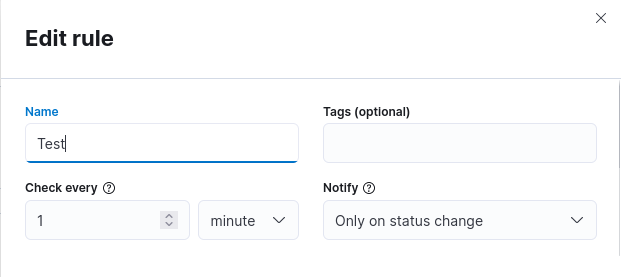 Edit rule
Name
Tags (optional)
Test
Check every
Notify
1
minute
Only on status change